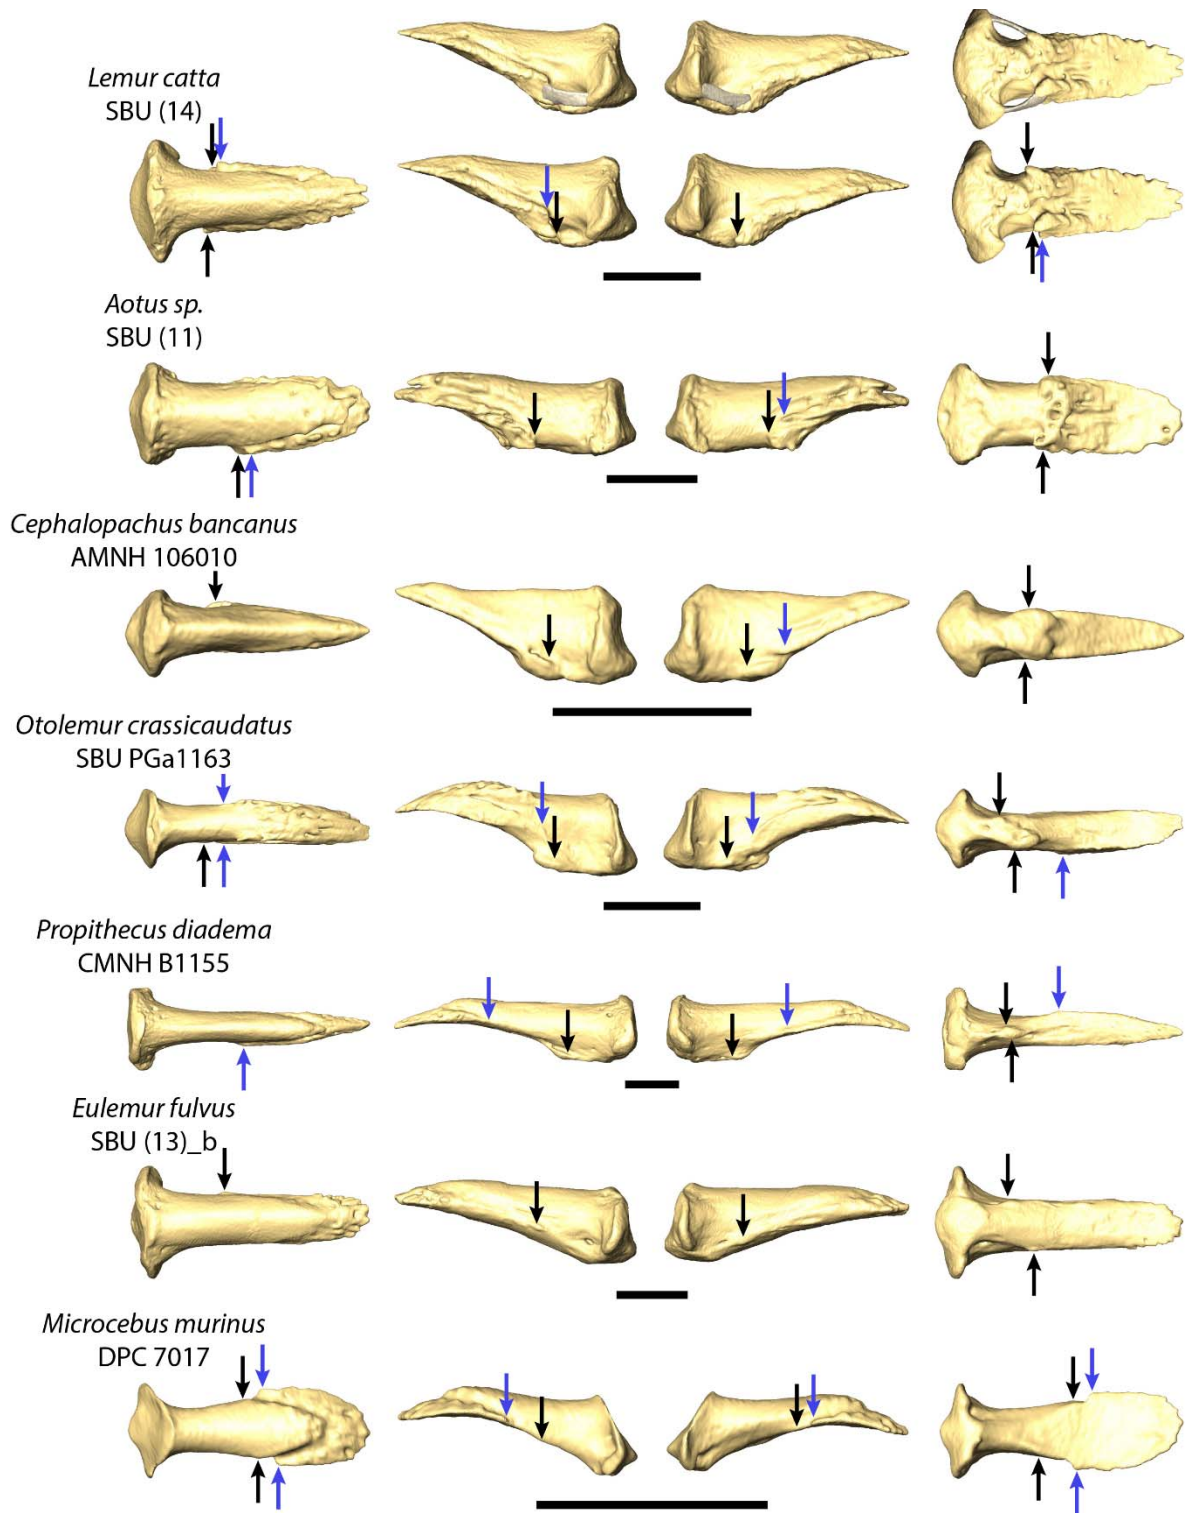 Lemur catta
SBU (14)
Aotus sp.
SBU (11)
Cephalopachus bancanus
AMNH 106010
Otolemur crassicaudatus
SBU PGa1163
Propithecus diadema
CMNH B1155
Eulemur fulvus
SBU (13)_b
Microcebus murinus
DPC 7017